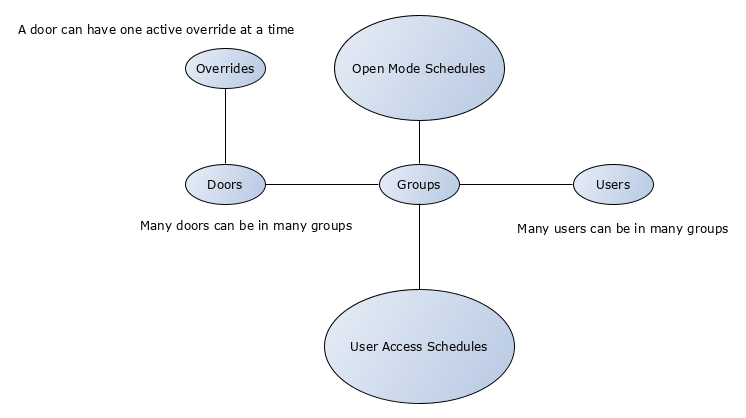 A door can have one active override at a time
Overrides
Open Mode Schedules
Doors
Groups
Users
Many doors can be in many groups
Many users can be in many groups
User Access Schedules